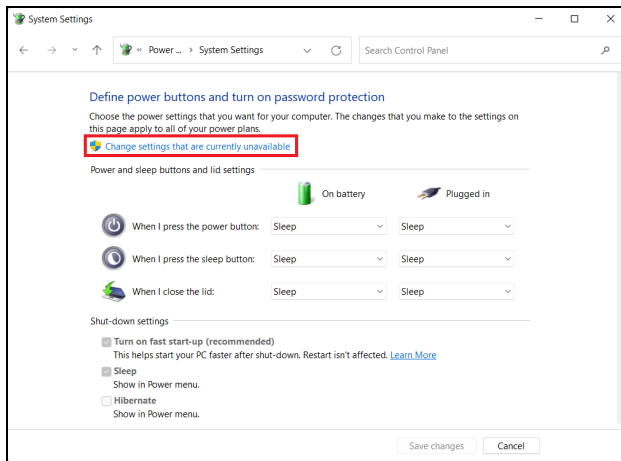 System Settings
« Power ... › System Settings
Search Control Panel
Define power buttons and turn on password protection
Choose the power settings that you want for your computer. The changes that you make to the settings on
this page apply to all of your power plans.
Change settings that are currently unavailable
Power and sleep buttons and lid settings
On battery Plugged in
When I press the power button: Sleep Sleep
When I press the sleep button: Sleep Sleep
When I close the lid: Sleep Sleep
Shut-down settings
Turn on fast start-up (recommended)
This helps start your PC faster after shut-down. Restart isn't affected. Learn More
Sleep
Show in Power menu.
Hibernate
Show in Power menu.
Save changes Cancel